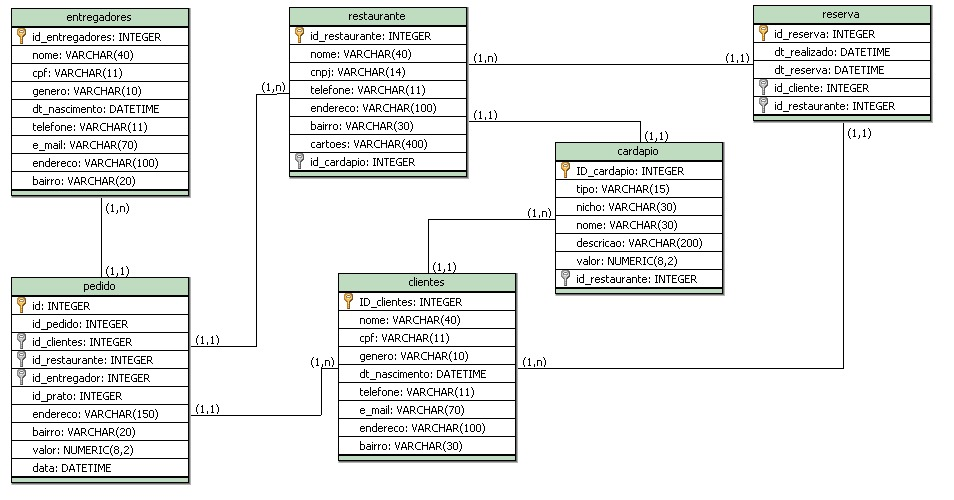 entregadores
id_entregadores: INTEGER
nome: VARCHAR(40)
cpf: VARCHAR(11)
genero: VARCHAR(10)
dt_nascimento: DATETIME
telefone: VARCHAR(11)
e_mail: VARCHAR(70)
endereco: VARCHAR(100)
bairro: VARCHAR(20)
(1,n)
(1,1)
restaurante
id_restaurante: INTEGER
nome: VARCHAR(40)
cnpj: VARCHAR(14)
telefone: VARCHAR(11)
endereco: VARCHAR(100)
bairro: VARCHAR(30)
cartoes: VARCHAR(400)
id_cardapio: INTEGER
(1,n)
(1,n)
(1,1)
(1,1)
(1,1)
reserva
id_reserva: INTEGER
dt_realizado: DATETIME
dt_reserva: DATETIME
id_cliente: INTEGER
id_restaurante: INTEGER
(1,1)
cardapio
ID_cardapio: INTEGER
tipo: VARCHAR(15)
nicho: VARCHAR(30)
nome: VARCHAR(30)
descricao: VARCHAR(200)
valor: NUMERIC(8,2)
id_restaurante: INTEGER
(1,n)
(1,1)
pedido
id: INTEGER
id_pedido: INTEGER
id_clientes: INTEGER
id_restaurante: INTEGER
id_entregador: INTEGER
id_prato: INTEGER
endereco: VARCHAR(150)
bairro: VARCHAR(20)
valor: NUMERIC(8,2)
data: DATETIME
(1,1)
(1,1)
(1,n)
clientes
ID_clientes: INTEGER
nome: VARCHAR(40)
cpf: VARCHAR(11)
genero: VARCHAR(10)
dt_nascimento: DATETIME
telefone: VARCHAR(11)
e_mail: VARCHAR(70)
endereco: VARCHAR(100)
bairro: VARCHAR(30)
(1,n)